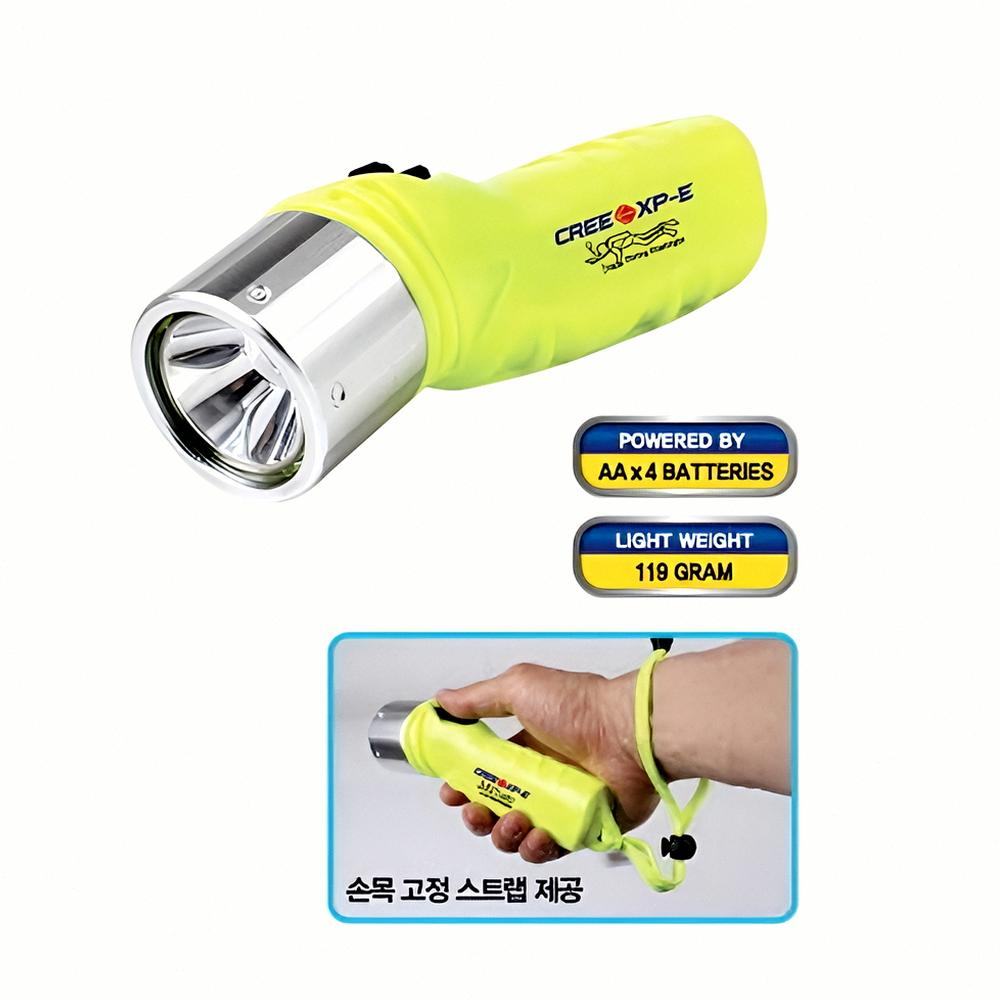 CREE XP-E
POWERED BY
AA x 4 BATTERIES
LIGHT WEIGHT
119 GRAM
CREE XP-E
손목 고정 스트랩 제공